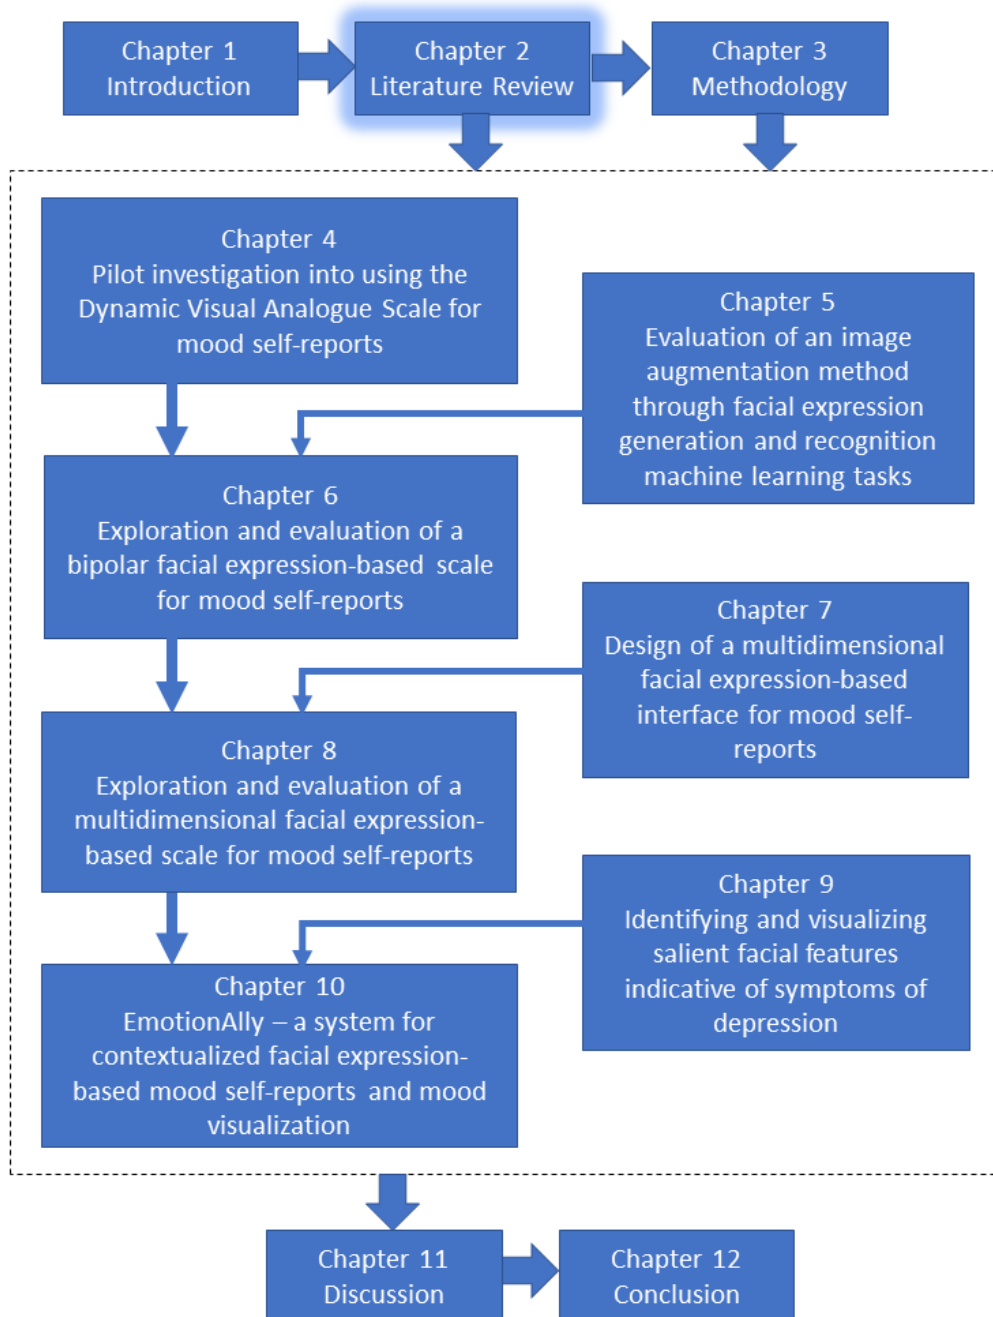 Chapter 1
Introduction
Chapter 2
Literature Review
Chapter 3
Methodology
Chapter 4
Pilot investigation into using the
Dynamic Visual Analogue Scale for
mood self-reports
Chapter 5
Evaluation of an image
augmentation method
through facial expression
generation and recognition
machine learning tasks
Chapter 6
Exploration and evaluation of a
bipolar facial expression-based scale
for mood self-reports
Chapter 7
Design of a multidimensional
facial expression-based
interface for mood self-
reports
Chapter 8
Exploration and evaluation of a
multidimensional facial expression-
based scale for mood self-reports
Chapter 9
Identifying and visualizing
salient facial features
indicative of symptoms of
depression
Chapter 10
EmotionAlly – a system for
contextualized facial expression-
based mood self-reports and mood
visualization
Chapter 11
Discussion
Chapter 12
Conclusion